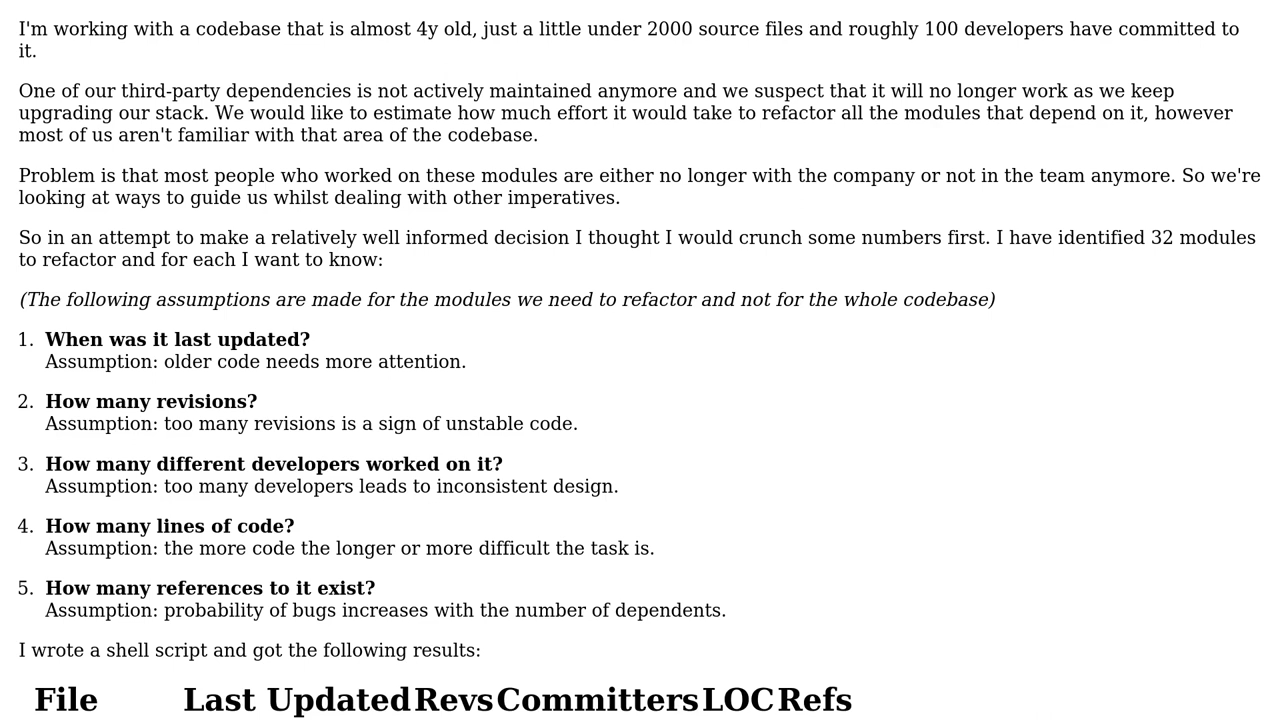 I'm working with a codebase that is almost 4y old, just a little under 2000 source files and roughly 100 developers have committed to
it.
One of our third-party dependencies is not actively maintained anymore and we suspect that it will no longer work as we keep
upgrading our stack. We would like to estimate how much effort it would take to refactor all the modules that depend on it, however
most of us aren't familiar with that area of the codebase.
Problem is that most people who worked on these modules are either no longer with the company or not in the team anymore. So we're
looking at ways to guide us whilst dealing with other imperatives.
So in an attempt to make a relatively well informed decision I thought I would crunch some numbers first. I have identified 32 modules
to refactor and for each I want to know:
(The following assumptions are made for the modules we need to refactor and not for the whole codebase)
1. When was it last updated?
Assumption: older code needs more attention.
2. How many revisions?
Assumption: too many revisions is a sign of unstable code.
3. How many different developers worked on it?
Assumption: too many developers leads to inconsistent design.
4. How many lines of code?
Assumption: the more code the longer or more difficult the task is.
5. How many references to it exist?
Assumption: probability of bugs increases with the number of dependents.
I wrote a shell script and got the following results:
File Last Updated Revs Committers LOC Refs